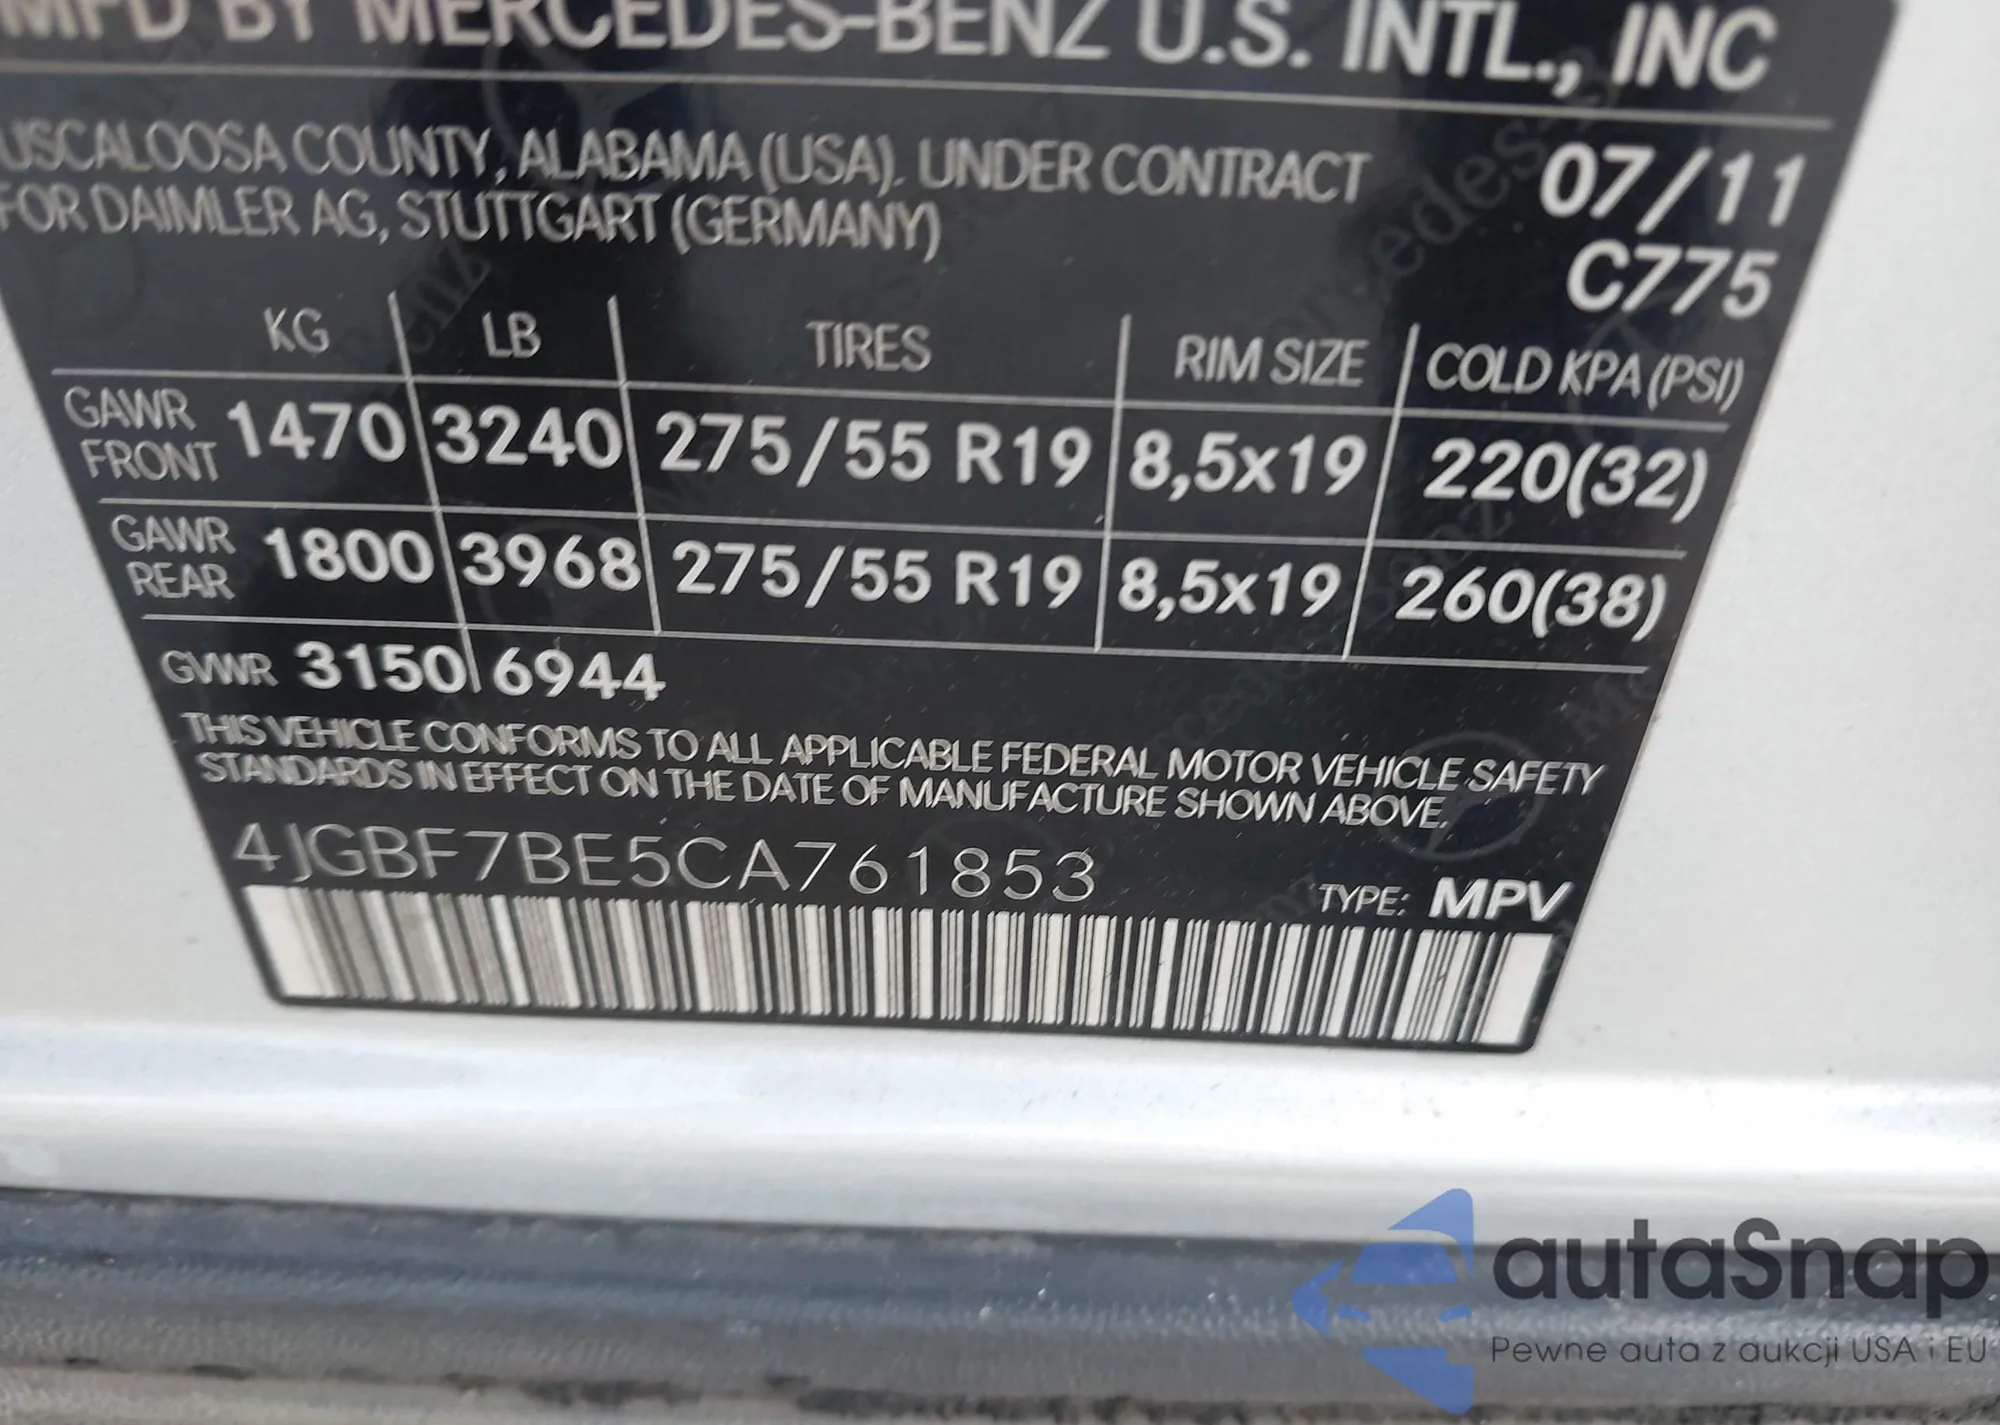 MFD BY MERCEDES-BENZ U.S. INTL., INC
USCALOOSA COUNTY, ALABAMA (USA). UNDER CONTRACT 07/11
FOR DAIMLER AG, STUTTGART (GERMANY)
C775
KG LB TIRES RIM SIZE COLD KPA (PSI)
GAWR FRONT 1470 3240 275/55 R19 8,5x19 220(32)
GAWR REAR 1800 3968 275/55 R19 8,5x19 260(38)
GVWR 3150 6944
THIS VEHICLE CONFORMS TO ALL APPLICABLE FEDERAL MOTOR VEHICLE SAFETY
STANDARDS IN EFFECT ON THE DATE OF MANUFACTURE SHOWN ABOVE.
4JGBF7BE5CA761853
TYPE: MPV
autaSnap
Pewne auta z aukcji USA i EU